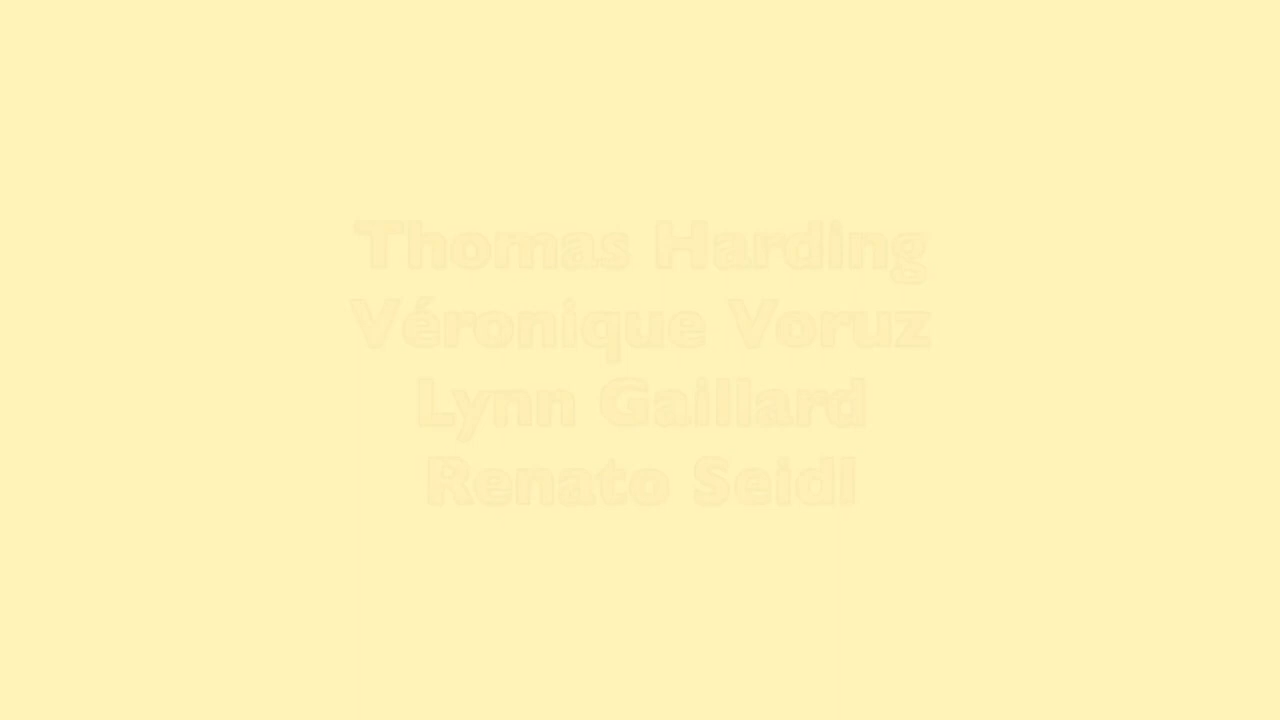 Thomas Harding
Véronique Voruz
Lynn Gaillard
Renato Seidl